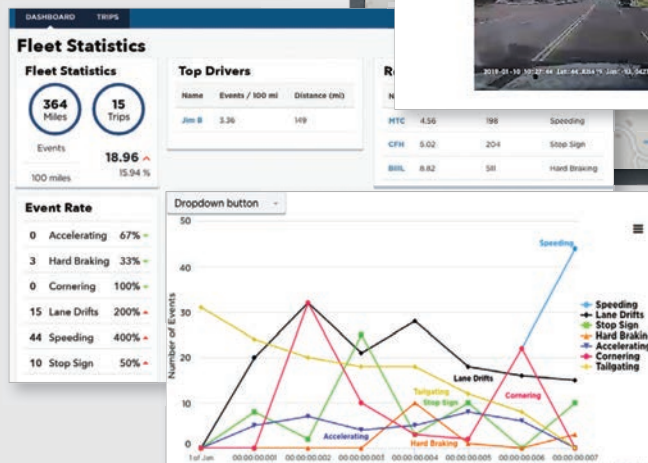 DASHBOARD TRIPS
Fleet Statistics
Fleet Statistics
364
Miles
15
Trips
Events
18.96
100 miles
15.94 %
Top Drivers
Name Events / 100 mi Distance (mi)
Jim B 3.36 149
MTC 4.56 198 Speeding
CFH 5.02 204 Stop Sign
8.82 511 Hard Braking
Event Rate
0 Accelerating 67%
3 Hard Braking 33%
0 Cornering 100%
15 Lane Drifts 200%
44 Speeding 400%
10 Stop Sign 50%
Dropdown button
Number of Events
50
40
30
20
10
0
1 of Jan 00:00:00.001 00:00:00.002 00:00:00.003 00:00:00.004 00:00:00.005 00:00:00.006 00:00:00.007
Speeding
Lane Drifts
Tailgating
Stop Sign
Cornering
Accelerating
Hard Braking
Speeding
Lane Drifts
Stop Sign
Hard Brakin
Accelerating
Cornering
Tailgating